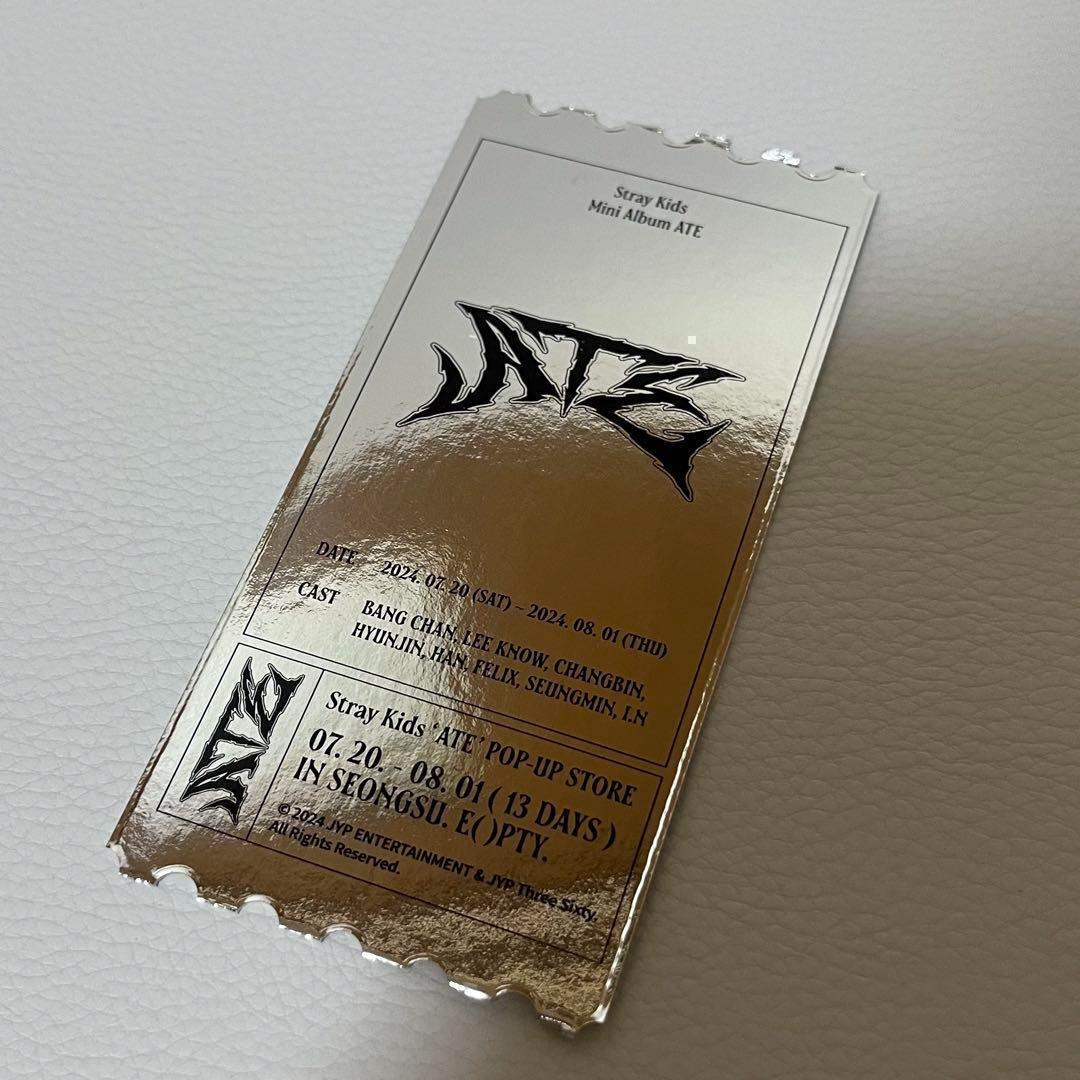 Stray Kids
Mini Album ATE
ATE
DATE 2024. 07. 20 (SAT) ~ 2024. 08. 01 (THU)
CAST BANG CHAN, LEE KNOW, CHANGBIN,
HYUNJIN, HAN, FELIX, SEUNGMIN, I.N
ATE
Stray Kids ‘ATE’ POP-UP STORE
07. 20. - 08. 01 ( 13 DAYS )
IN SEONGSU. E( )PTY.
© 2024 JYP ENTERTAINMENT & JYP Three Sixty.
All Rights Reserved.